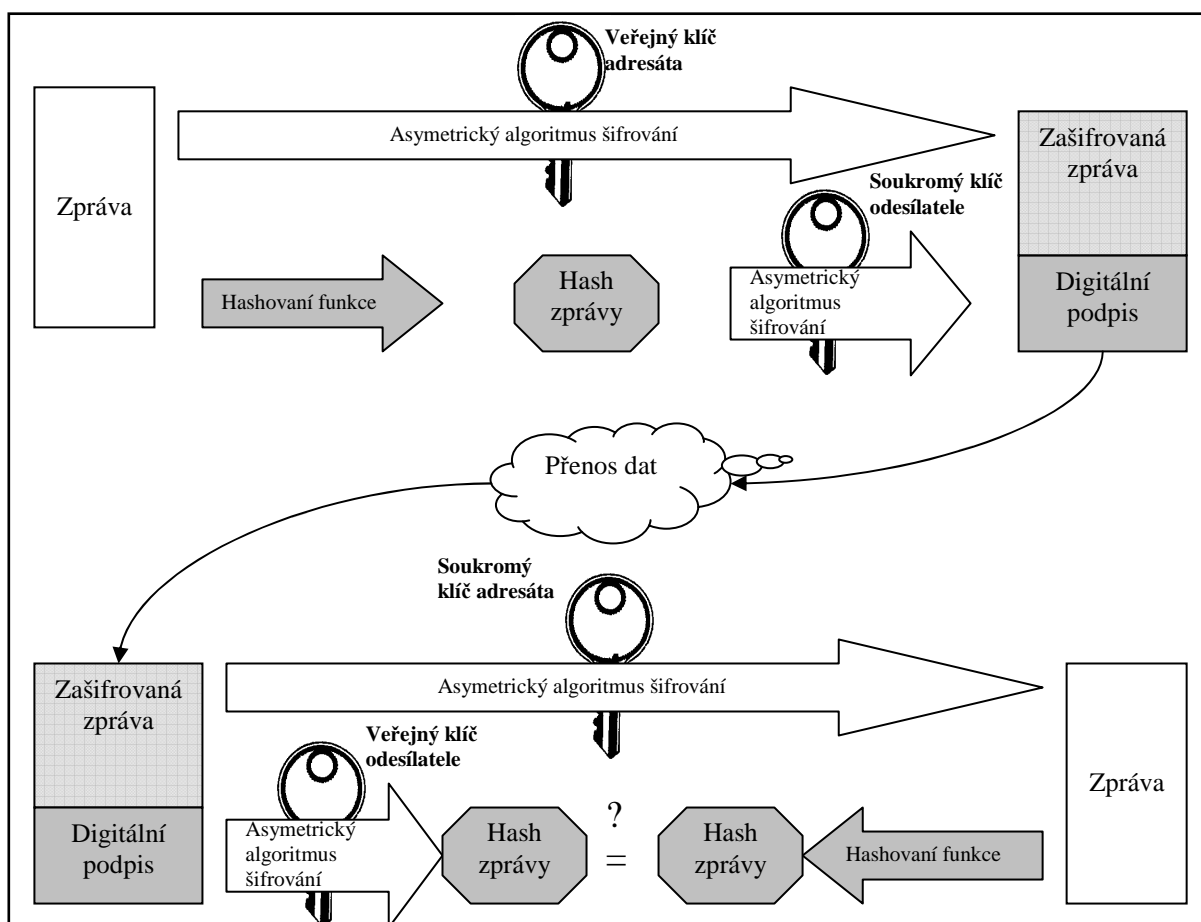 Veřejný klíč
adresáta
Asymetrický algoritmus šifrování
Zpráva
Zašifrovaná
zpráva
Soukromý klíč
odesílatele
Hashovaní funkce
Hash
zprávy
Asymetrický
algoritmus
šifrování
Digitální
podpis
Přenos dat
Soukromý
klíč adresáta
Asymetrický algoritmus šifrování
Zašifrovaná
zpráva
Veřejný klíč
odesílatele
Zpráva
Digitální
podpis
Asymetrický
algoritmus
šifrování
Hash
zprávy
?
=
Hash
zprávy
Hashovaní funkce